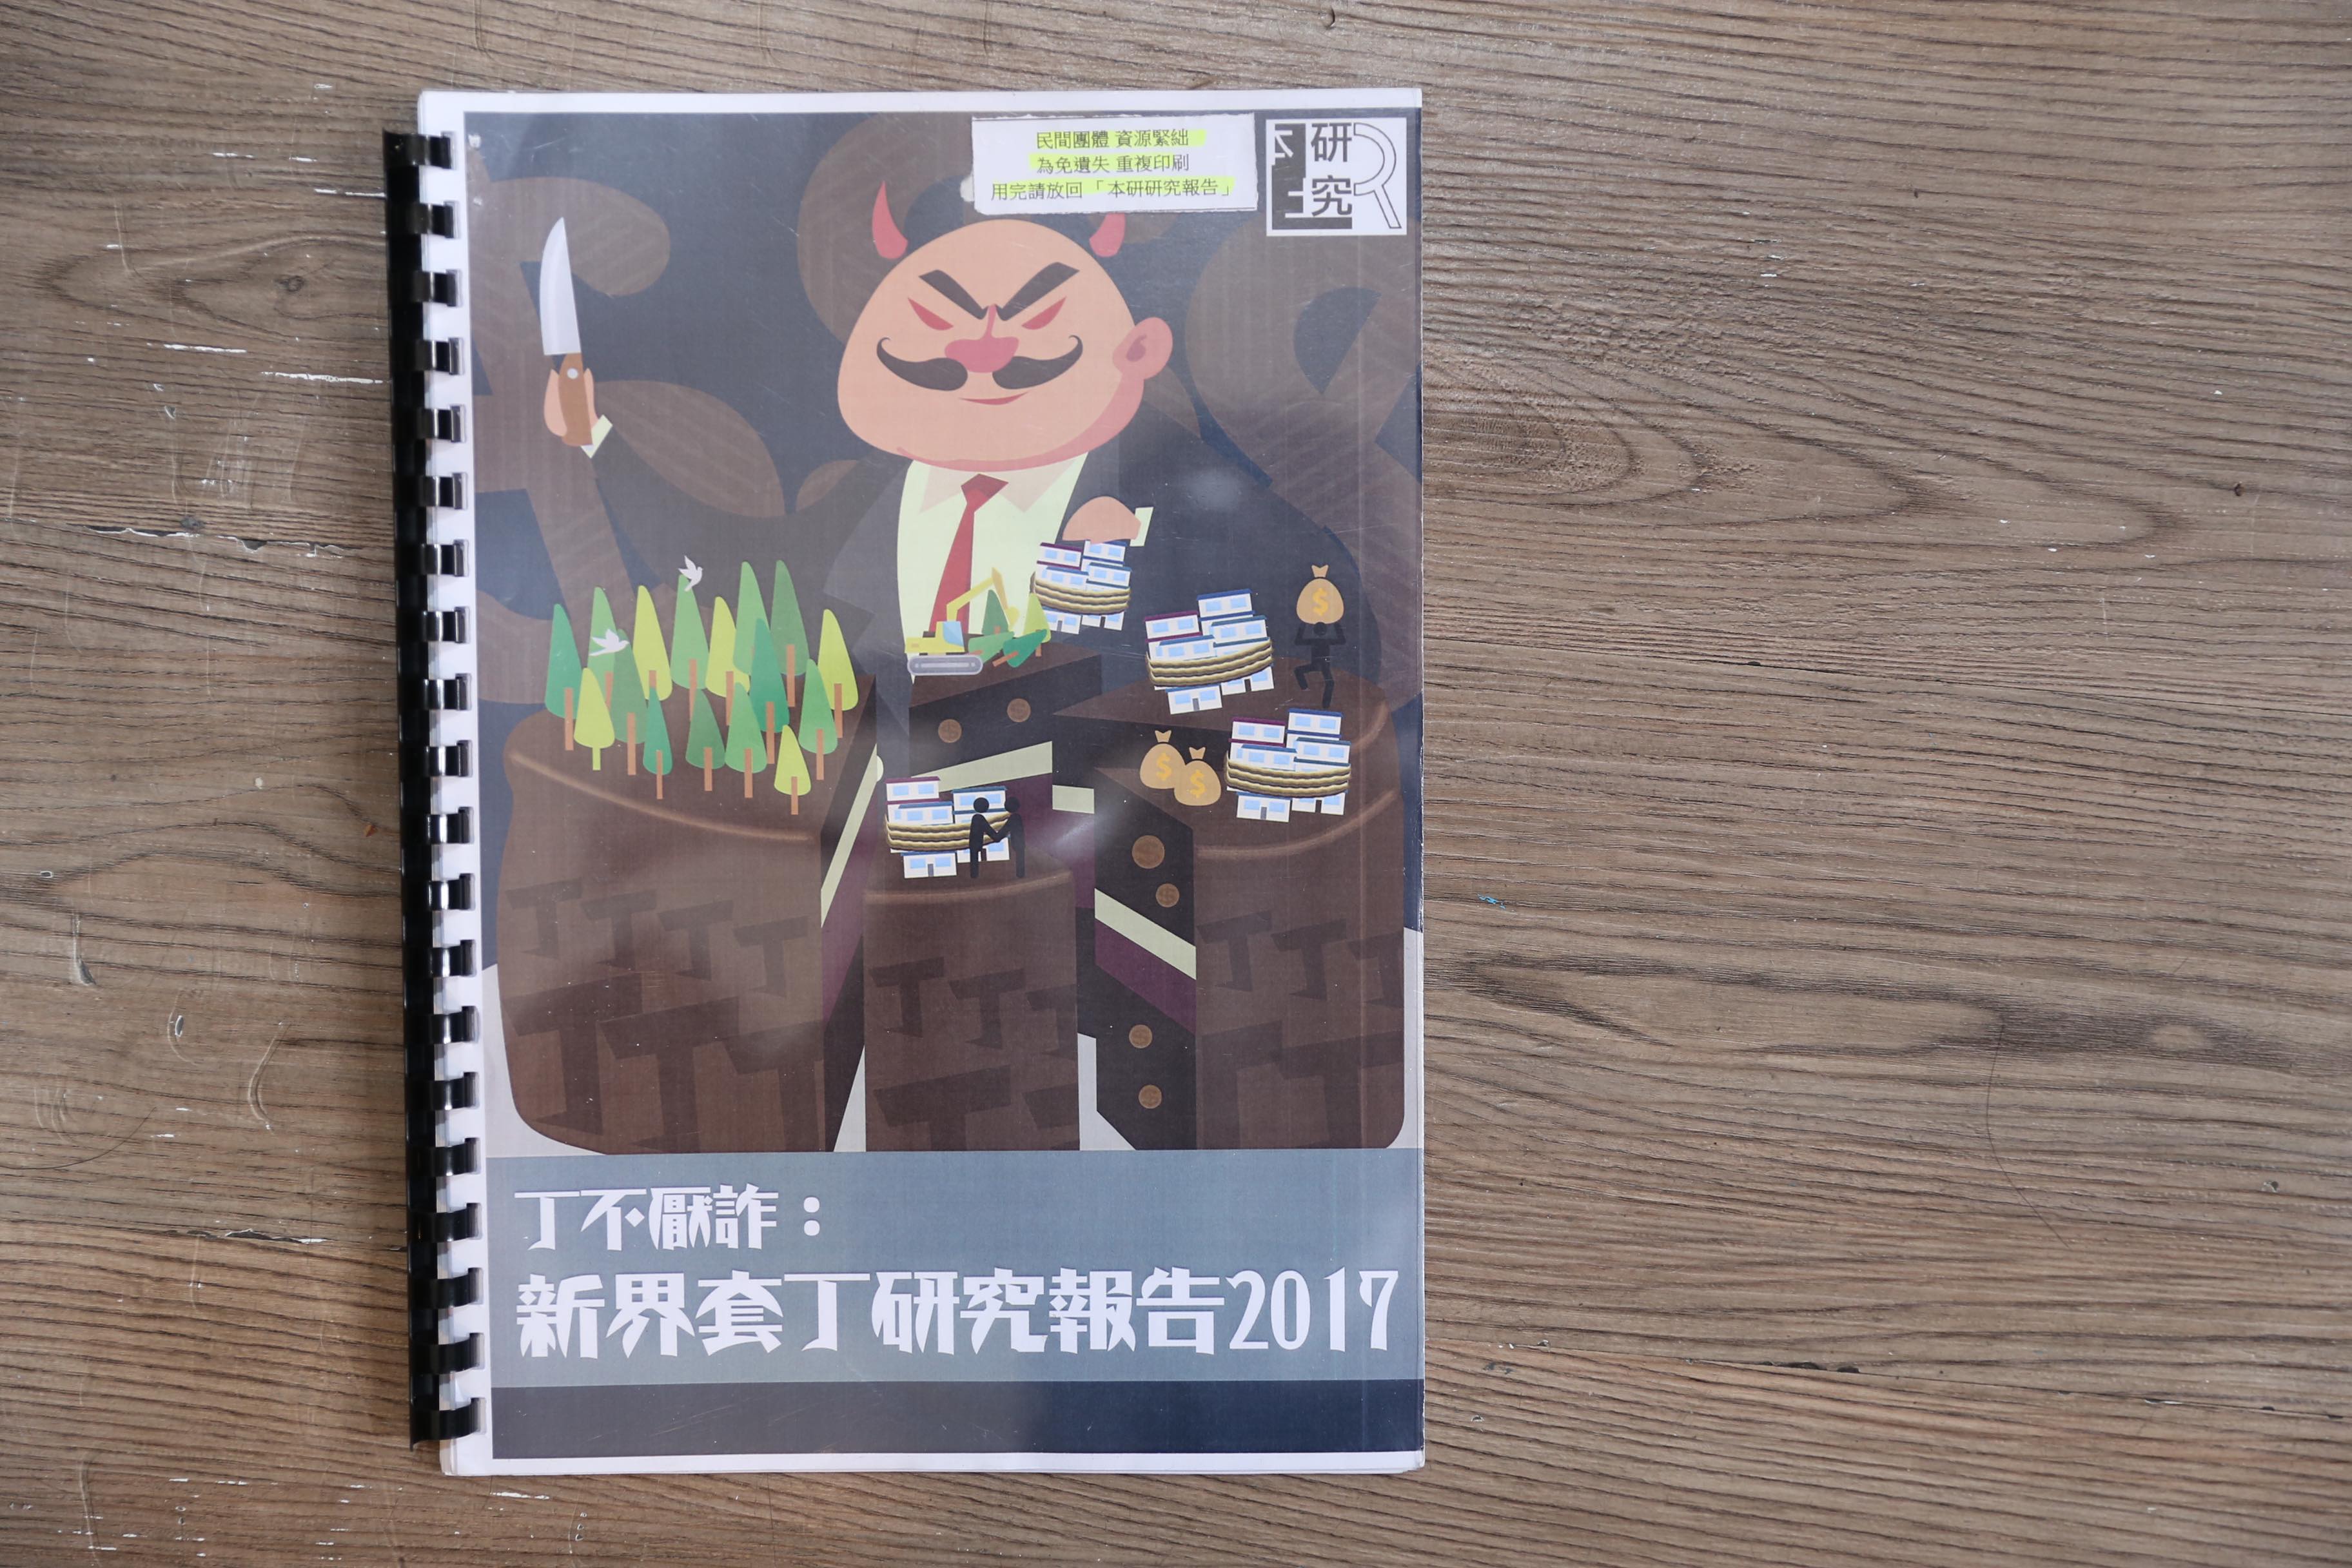 民間團體 資源緊絀
為免遺失 重複印刷
用完請放回「本研研究報告」
研
究
丁不厭詐：
新界套丁研究報告2017